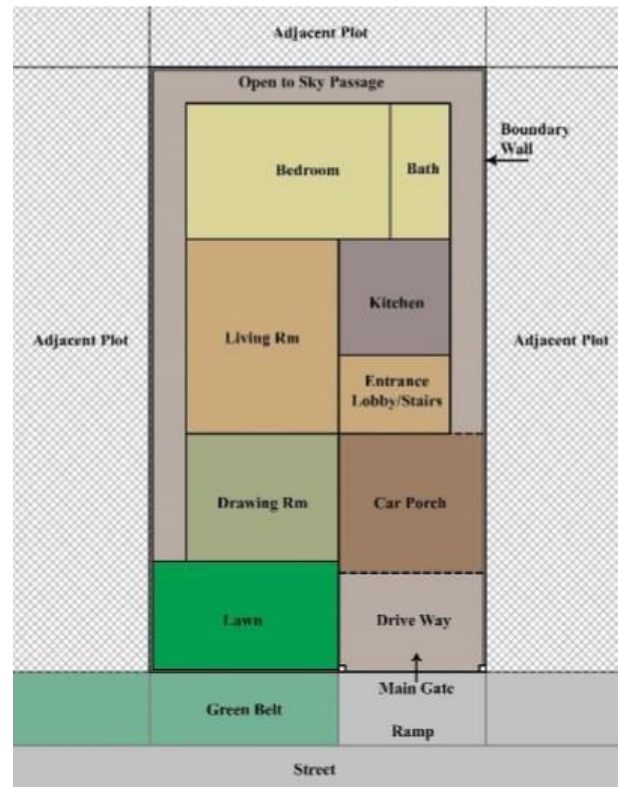 Adjacent Plot
Open to Sky Passage
Boundary
Wall
Bedroom
Bath
Kitchen
Adjacent Plot
Living Rm
Adjacent Plot
Entrance
Lobby/Stairs
Drawing Rm
Car Porch
Lawn
Drive Way
Main Gate
Green Belt
Ramp
Street